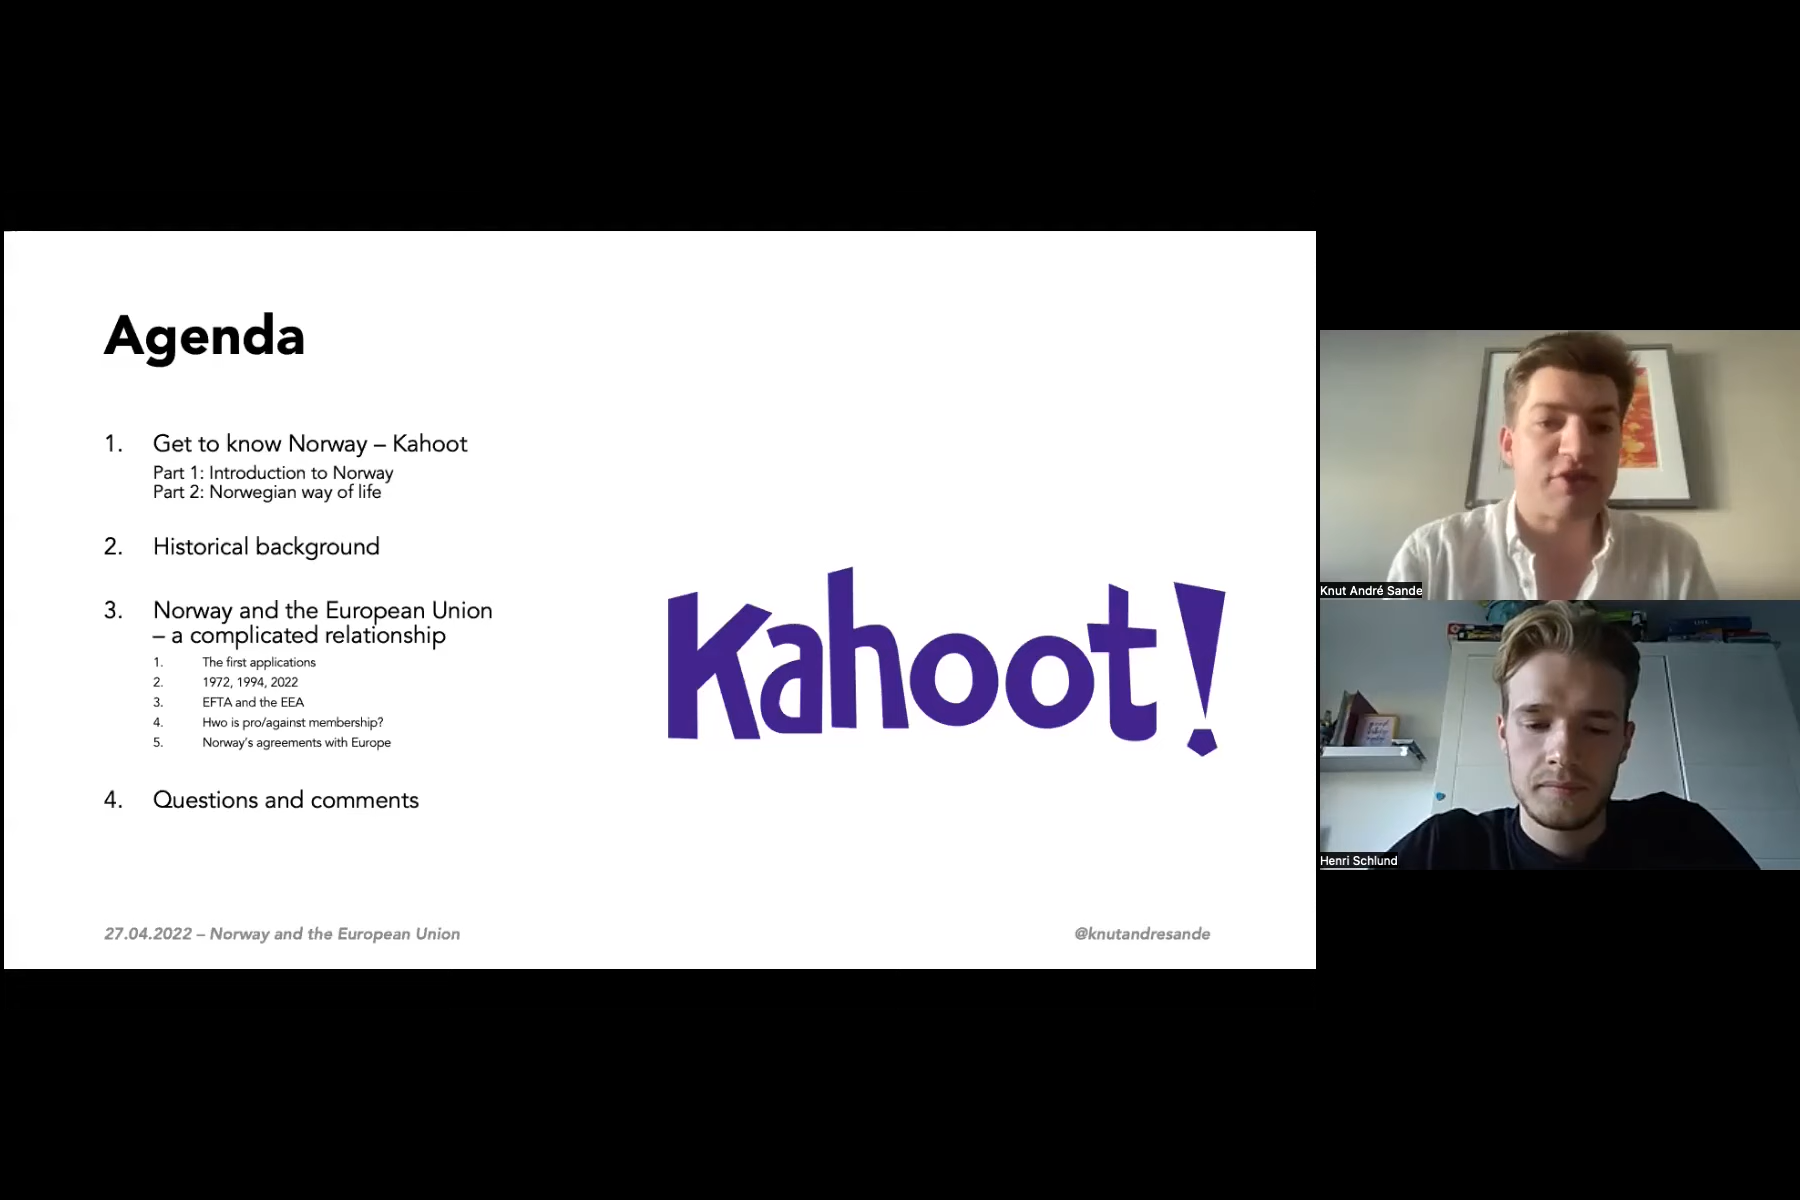 Agenda
1. Get to know Norway – Kahoot
Part 1: Introduction to Norway
Part 2: Norwegian way of life
2. Historical background
3. Norway and the European Union
– a complicated relationship
1. The first applications
2. 1972, 1994, 2022
3. EFTA and the EEA
4. Hwo is pro/against membership?
5. Norway's agreements with Europe
4. Questions and comments
Kahoot!
27.04.2022 – Norway and the European Union
@knutandresande
Knut André Sande
Henri Schlund